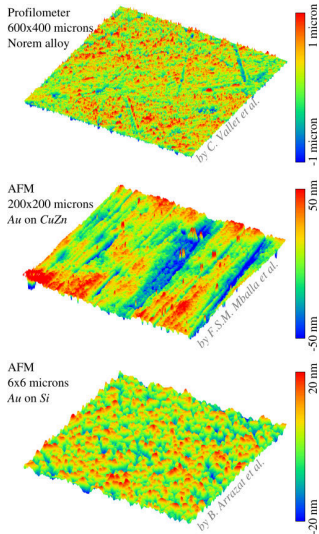 Profilometer
600x400 microns
Norem alloy
1 micron
-1 micron
by C. Vallet et al.
AFM
200x200 microns
Au on CuZn
50 nm
-50 nm
by F.S.M. Mballa et al.
AFM
6x6 microns
Au on Si
20 nm
-20 nm
by B. Arrazat et al.